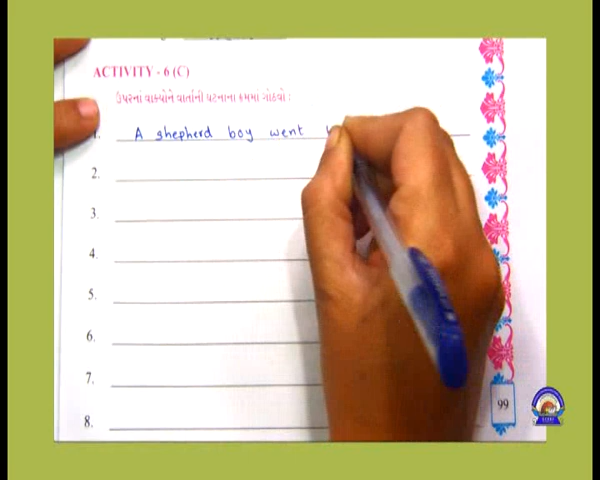 ACTIVITY - 6 (C)
ઉપરનાં વાક્યોને વાર્તાની ઘટનાના ક્રમમાં ગોઠવો :
1. A shepherd boy went
2.
3.
4.
5.
6.
7.
8.
99